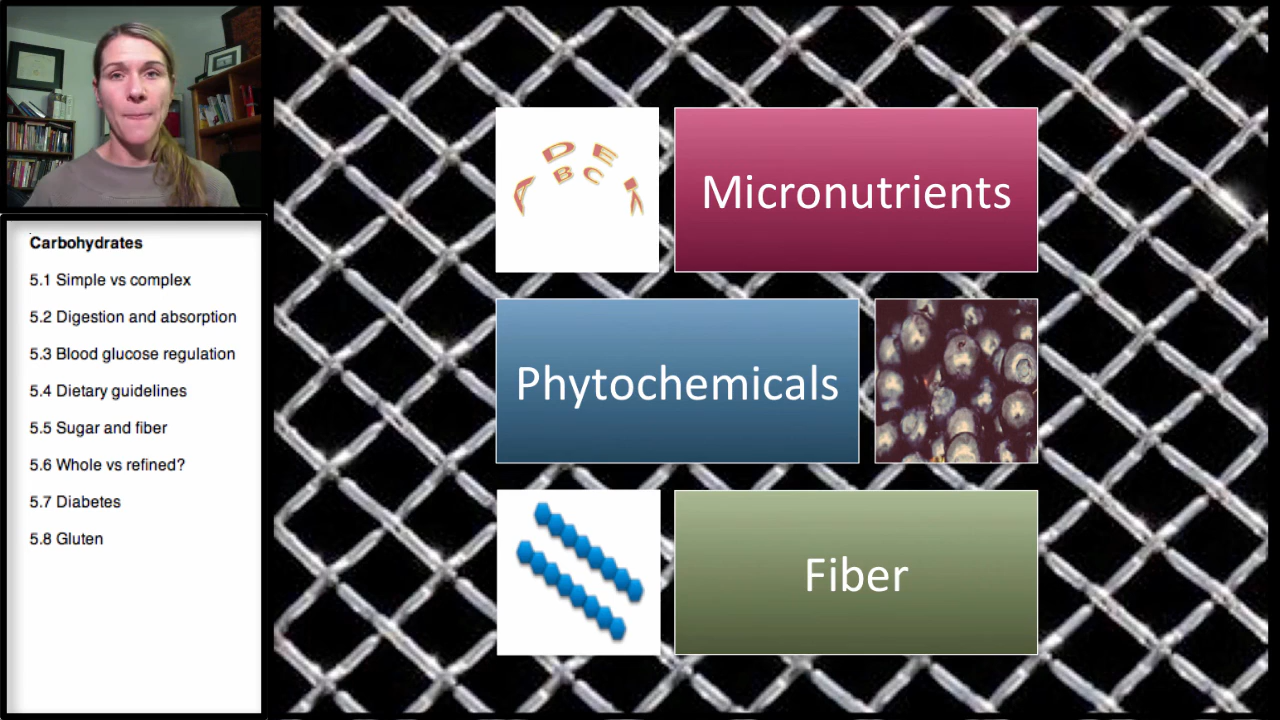 Carbohydrates
5.1 Simple vs complex
5.2 Digestion and absorption
5.3 Blood glucose regulation
5.4 Dietary guidelines
5.5 Sugar and fiber
5.6 Whole vs refined?
5.7 Diabetes
5.8 Gluten
A B C D E K
Micronutrients
Phytochemicals
Fiber